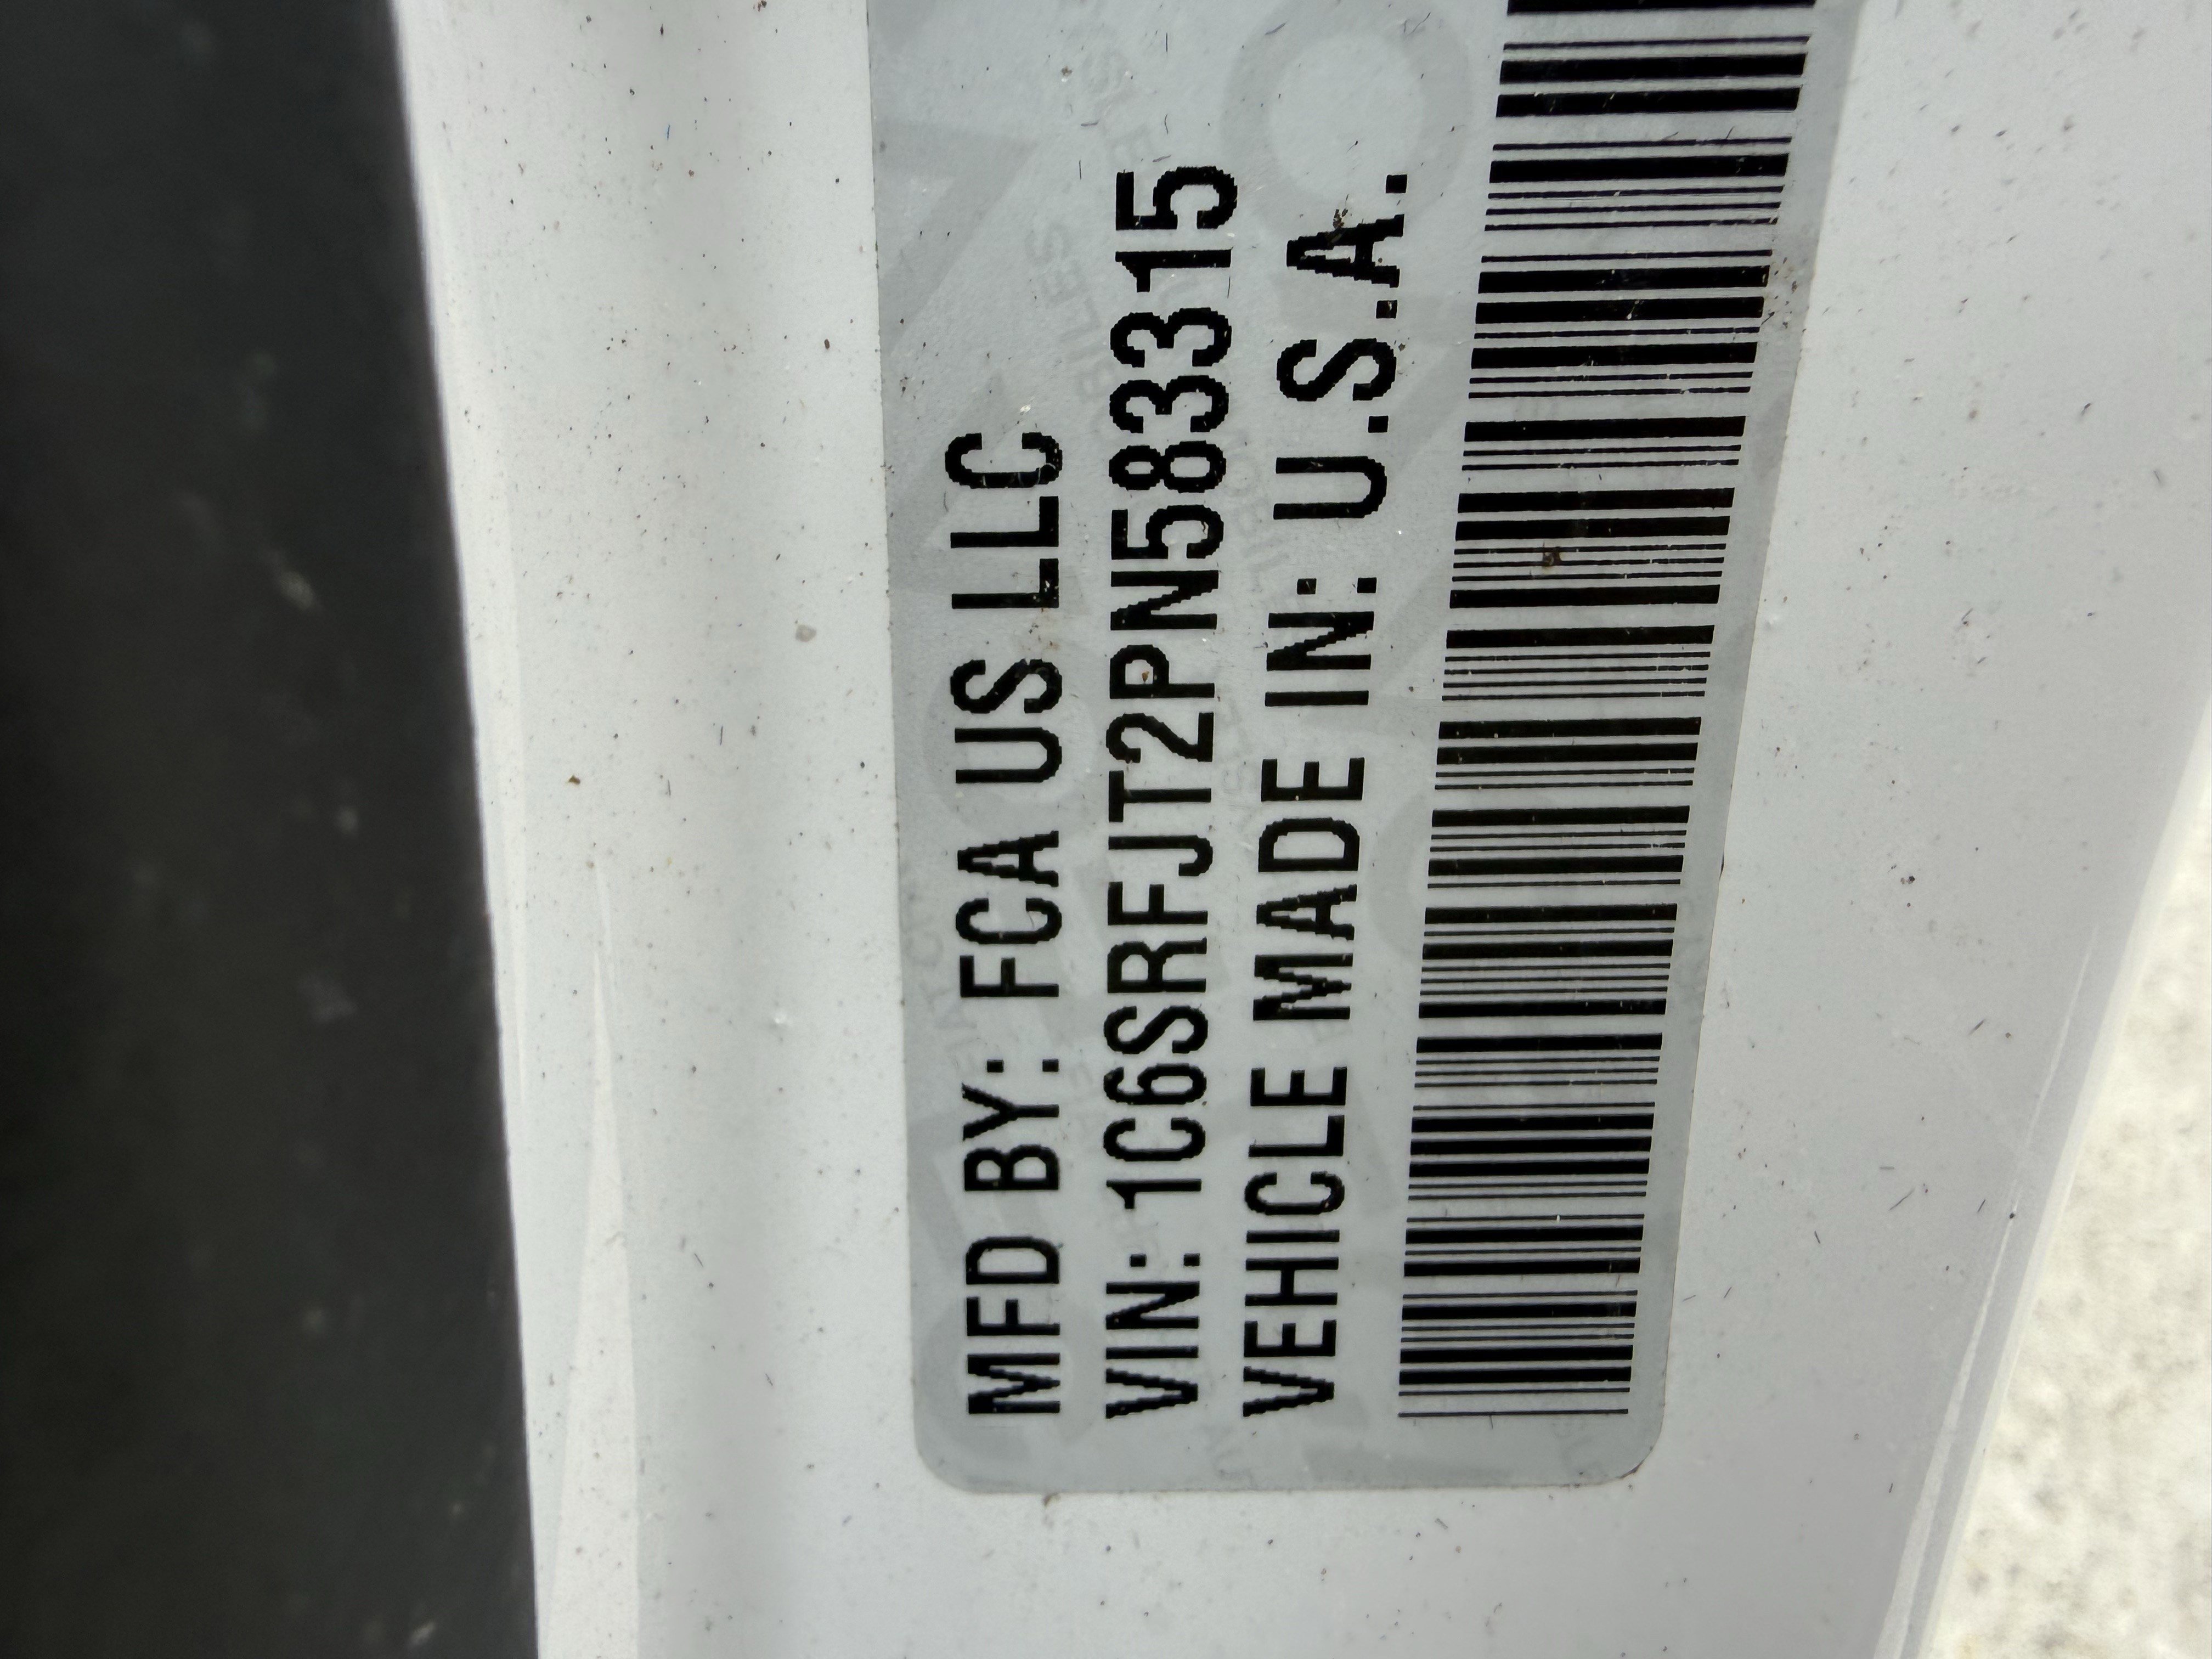 MFD BY: FCA US LLC
VIN: 1C6SRFJT2PN583315
VEHICLE MADE IN: U.S.A.